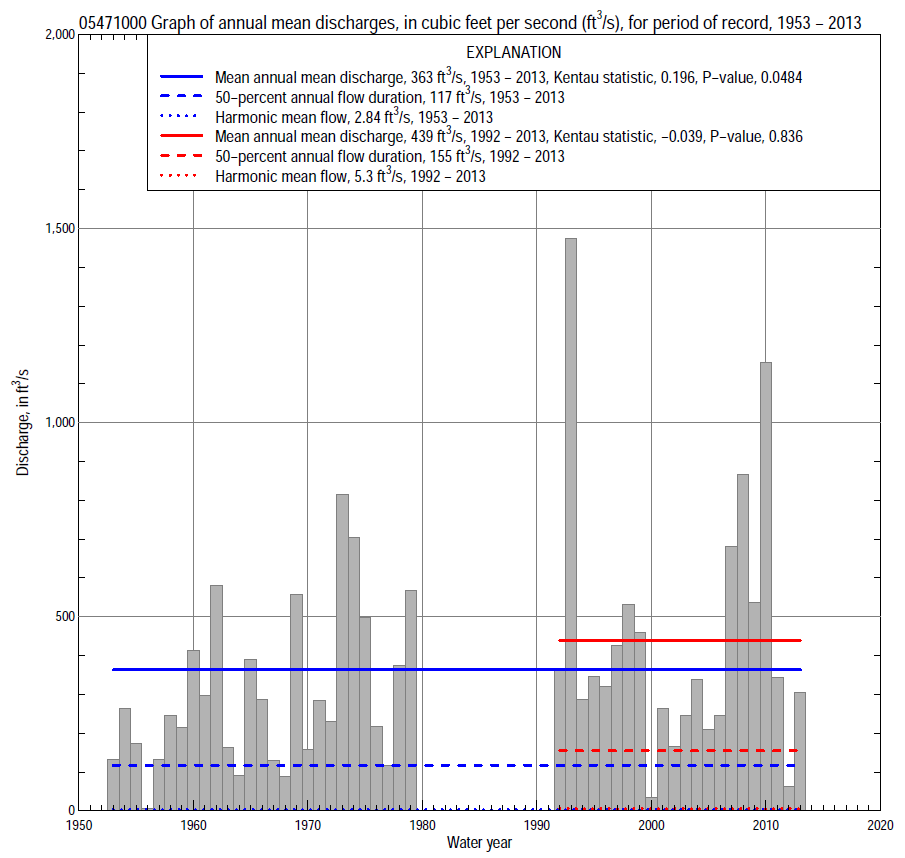 05471000 Graph of annual mean discharges, in cubic feet per second (ft³/s), for period of record, 1953 – 2013
EXPLANATION
Mean annual mean discharge, 363 ft³/s, 1953 – 2013, Kentau statistic, 0.196, P–value, 0.0484
50–percent annual flow duration, 117 ft³/s, 1953 – 2013
Harmonic mean flow, 2.84 ft³/s, 1953 – 2013
Mean annual mean discharge, 439 ft³/s, 1992 – 2013, Kentau statistic, –0.039, P–value, 0.836
50–percent annual flow duration, 155 ft³/s, 1992 – 2013
Harmonic mean flow, 5.3 ft³/s, 1992 – 2013
2,000
1,500
1,000
500
0
Discharge, in ft³/s
1950 1960 1970 1980 1990 2000 2010 2020
Water year